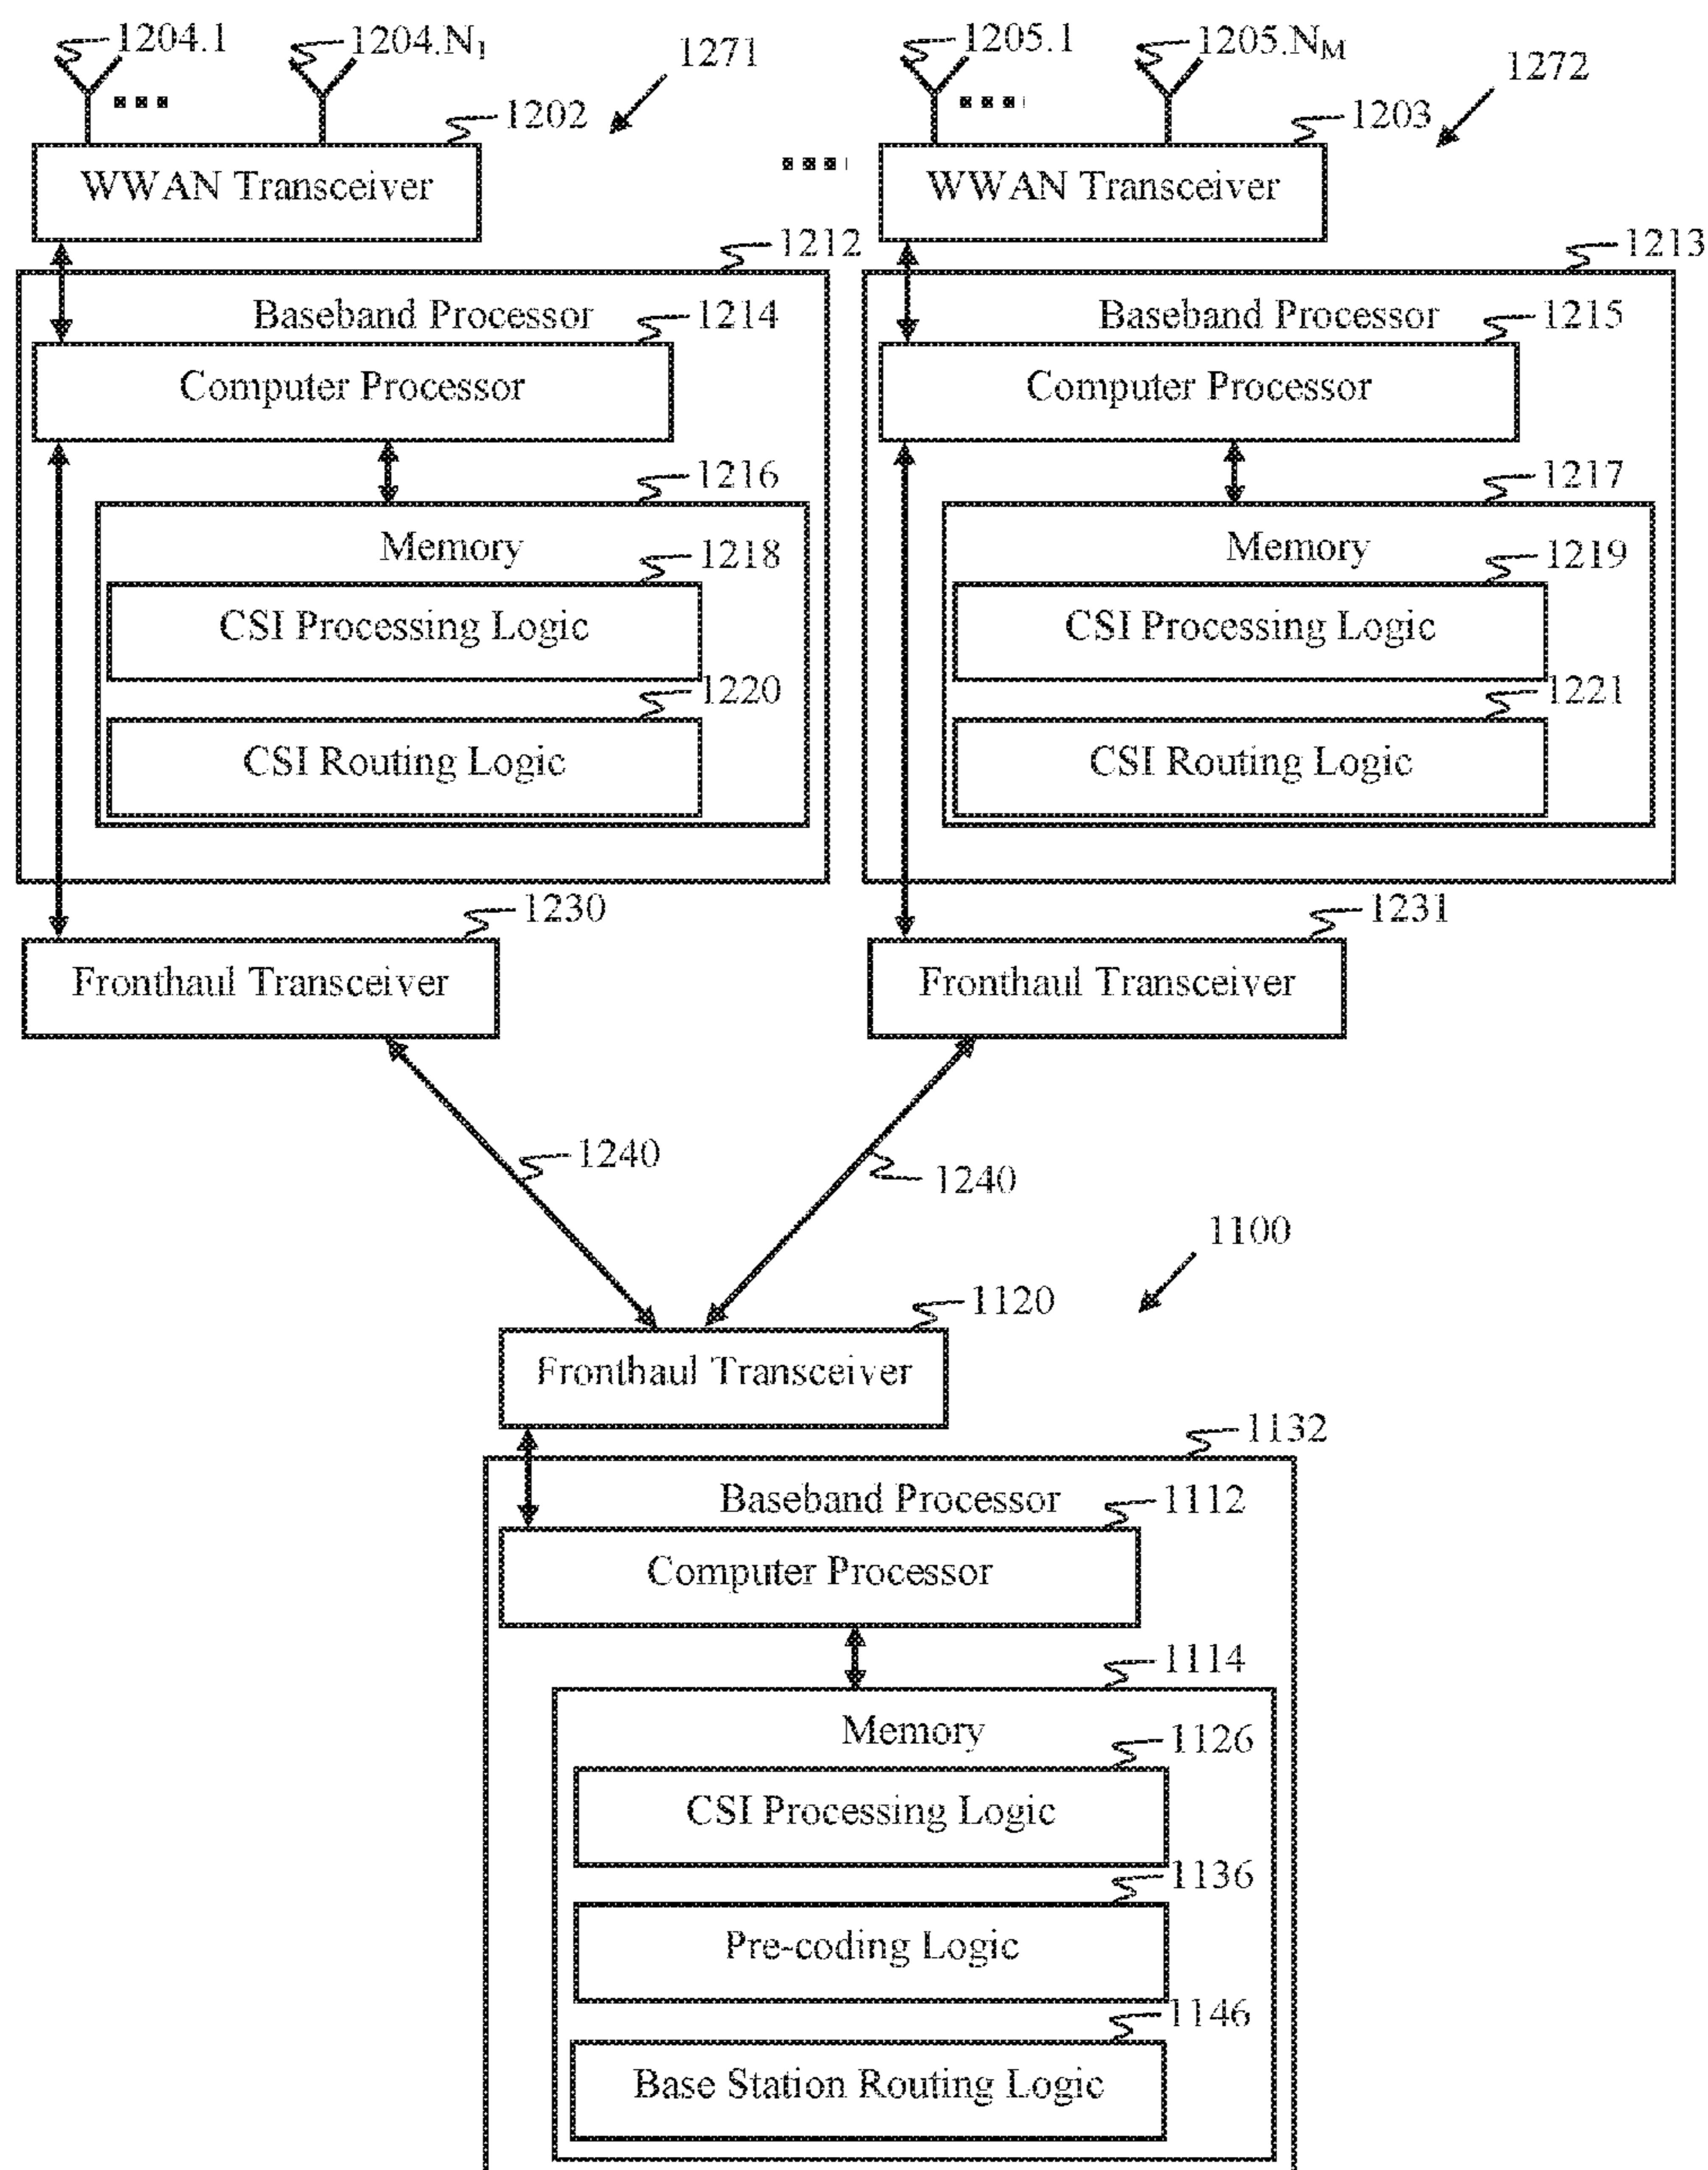 1204.1 1204.N1 1271 1205.1 1205.NM 1272
1202 1203
WWAN Transceiver WWAN Transceiver
1212 1213
Baseband Processor 1214 Baseband Processor 1215
Computer Processor Computer Processor
1216 1217
Memory Memory
1218 1219
CSI Processing Logic CSI Processing Logic
1220 1221
CSI Routing Logic CSI Routing Logic
1230 1231
Fronthaul Transceiver Fronthaul Transceiver
1240 1240
1100
1120
Fronthaul Transceiver
1132
Baseband Processor 1112
Computer Processor
1114
Memory
1126
CSI Processing Logic
1136
Pre-coding Logic
1146
Base Station Routing Logic